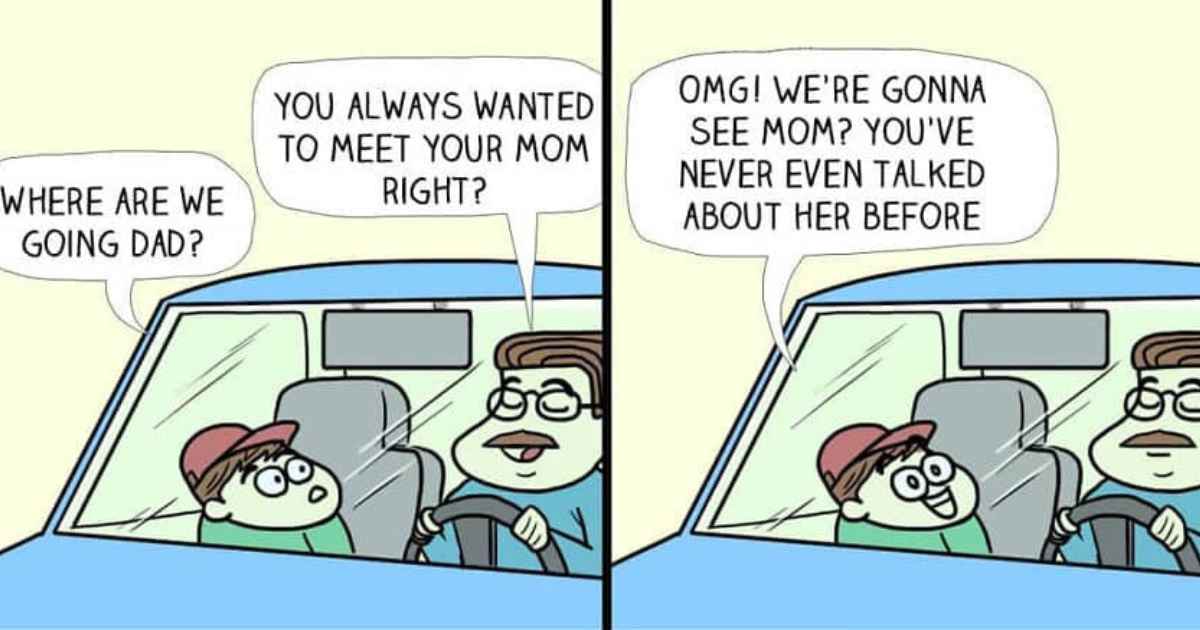 WHERE ARE WE
GOING DAD?
YOU ALWAYS WANTED
TO MEET YOUR MOM
RIGHT?
OMG! WE'RE GONNA
SEE MOM? YOU'VE
NEVER EVEN TALKED
ABOUT HER BEFORE